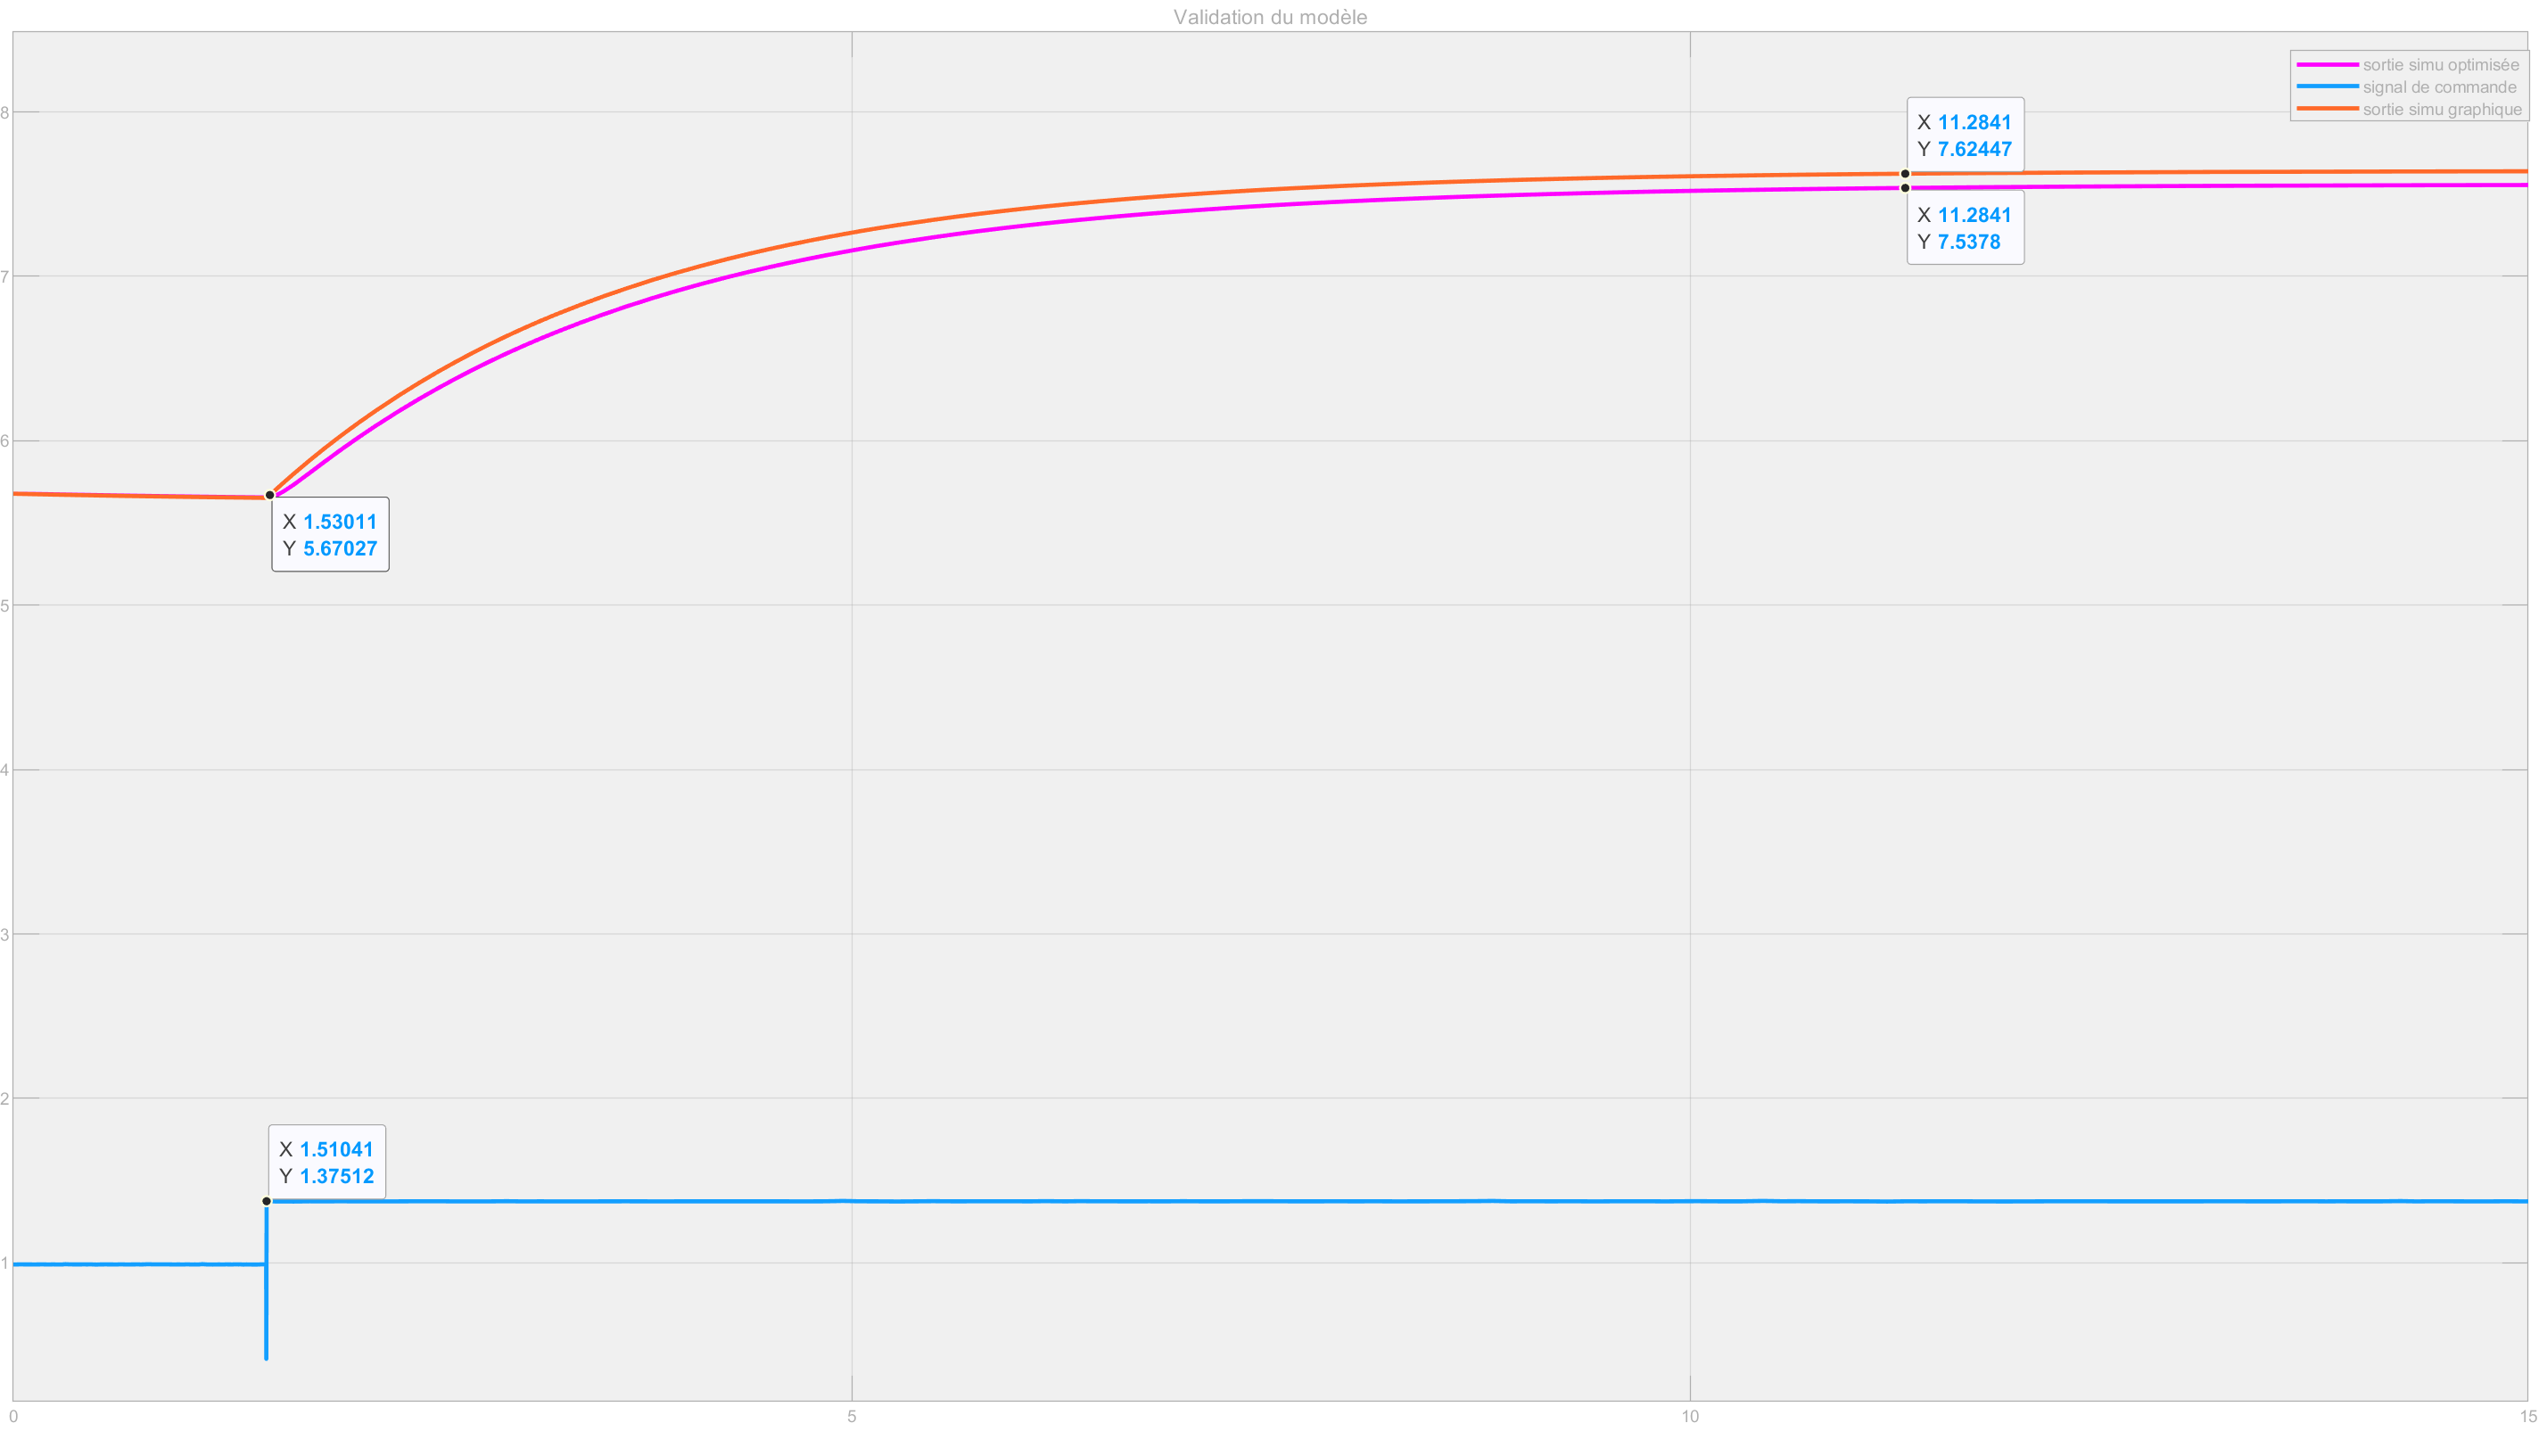 Validation du modèle
sortie simu optimisée
signal de commande
sortie simu graphique
8
7
6
5
4
3
2
1
X 11.2841
Y 7.62447
X 11.2841
Y 7.5378
X 1.53011
Y 5.67027
X 1.51041
Y 1.37512
0
5
10
15